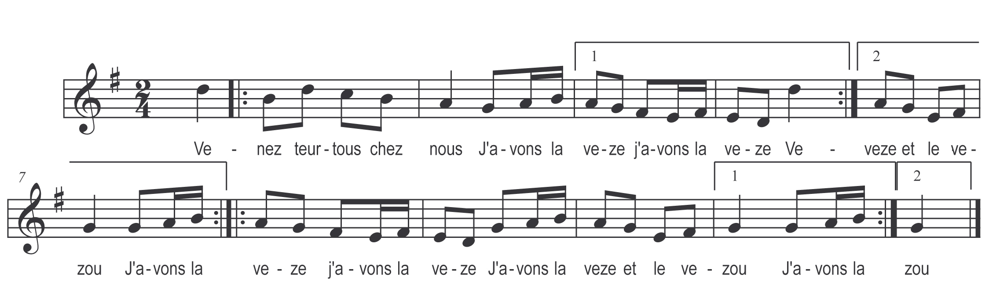 1 2
2 4
Ve - nez teur - tous chez nous J'a - vons la ve - ze j'a - vons la ve - ze Ve - veze et le ve -
7 1 2
zou J'a - vons la ve - ze j'a - vons la ve - ze J'a - vons la veze et le ve - zou J'a - vons la zou